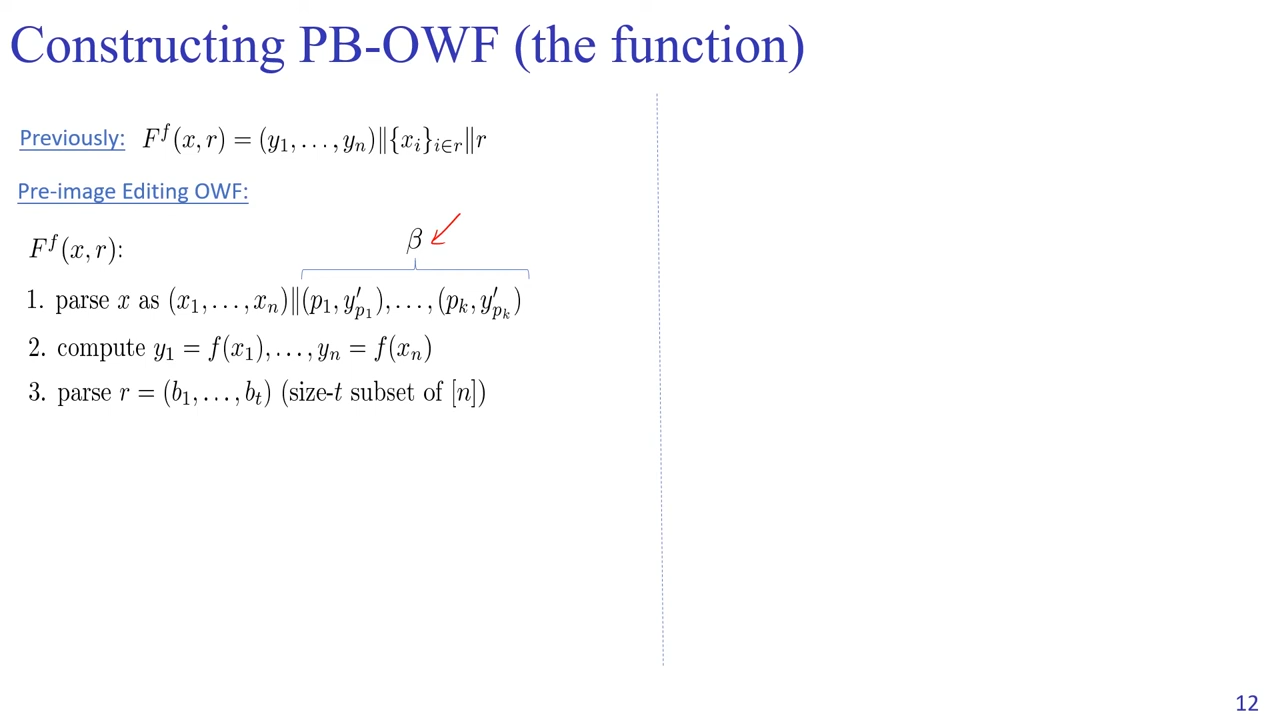 Constructing PB-OWF (the function)
Previously: F^f(x, r) = (y_1, …, y_n)‖{x_i}_{i∈r}‖r
Pre-image Editing OWF:
β
F^f(x, r):
1. parse x as (x_1, …, x_n)‖(p_1, y′_{p_1}), …, (p_k, y′_{p_k})
2. compute y_1 = f(x_1), …, y_n = f(x_n)
3. parse r = (b_1, …, b_t) (size-t subset of [n])
12